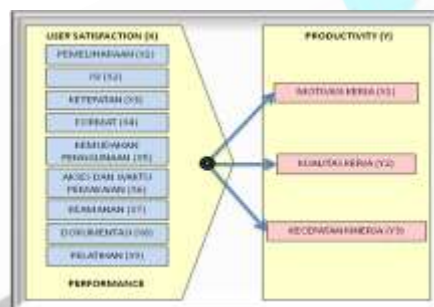 USER SATISFACTION (X)
PEMELIHARAAN (X1)
ISI (X2)
KETEPATAN (X3)
FORMAT (X4)
KEMUDAHAN
PENGGUNAAN (X5)
AKSES DAN WAKTU
PEMAKAIAN (X6)
KEAMANAN (X7)
DOKUMENTASI (X8)
PELATIHAN (X9)
PERFORMANCE
PRODUCTIVITY (Y)
MOTIVASI KERJA (Y1)
KUALITAS KERJA (Y2)
KECEPATAN KINERJA (Y3)